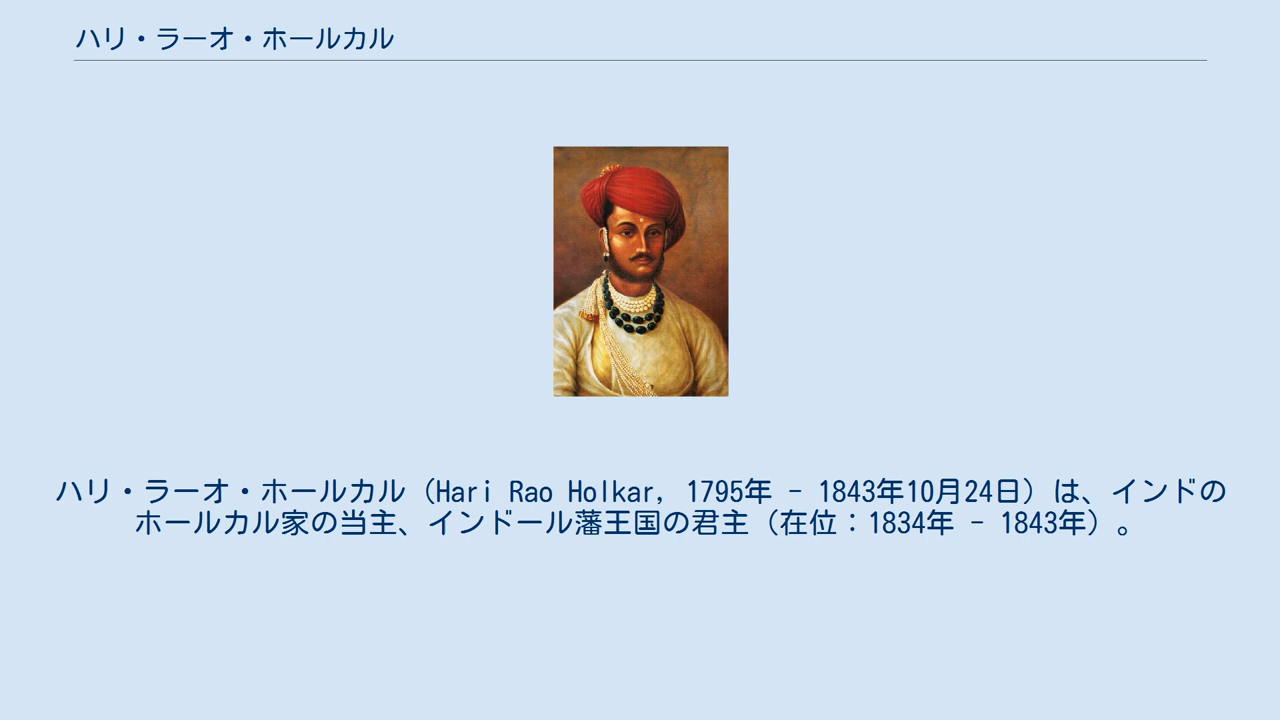 ハリ・ラーオ・ホールカル
ハリ・ラーオ・ホールカル（Hari Rao Holkar, 1795年 - 1843年10月24日）は、インドの
ホールカル家の当主、インドール藩王国の君主（在位：1834年 - 1843年）。